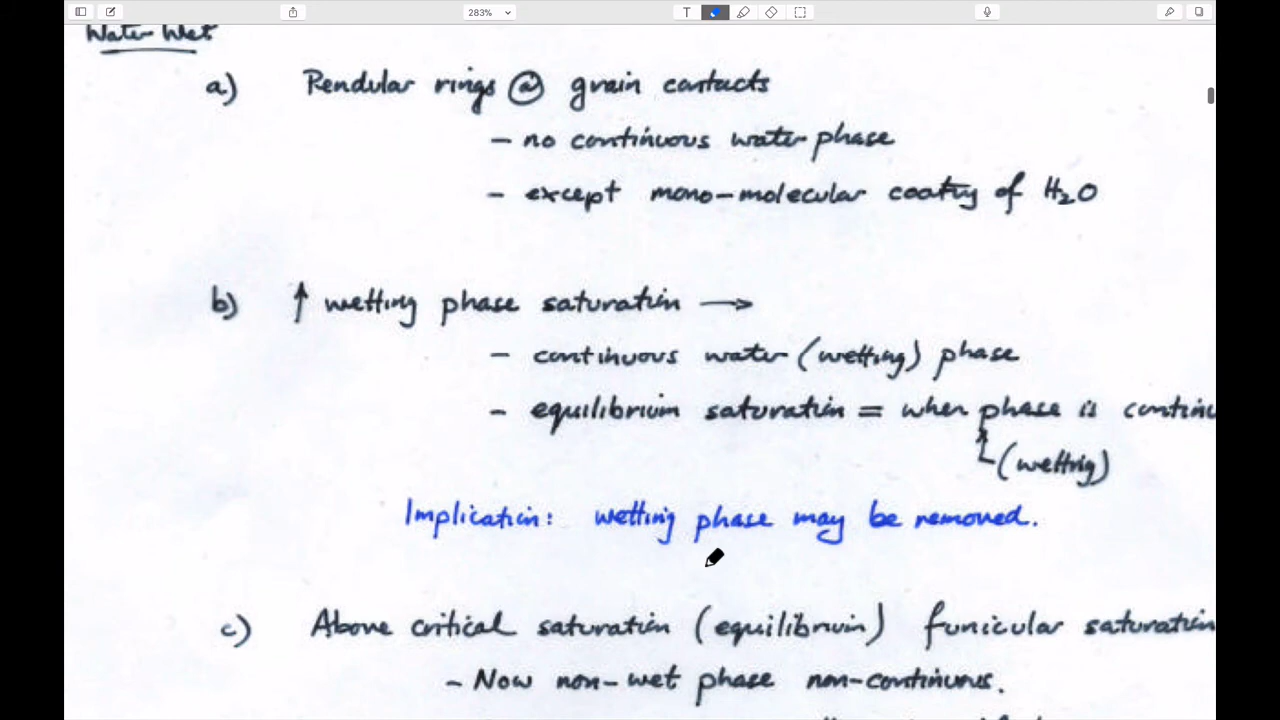 283%
T
Water Wet
a) Pendular rings @ grain contacts
- no continuous water phase
- except mono-molecular coating of H₂O
b) ↑ wetting phase saturation →
- continuous water (wetting) phase
- equilibrium saturation = when phase is continu
(wetting)
Implication: wetting phase may be removed.
c) Above critical saturation (equilibrium) funicular saturation
- Now non-wet phase non-continuous.